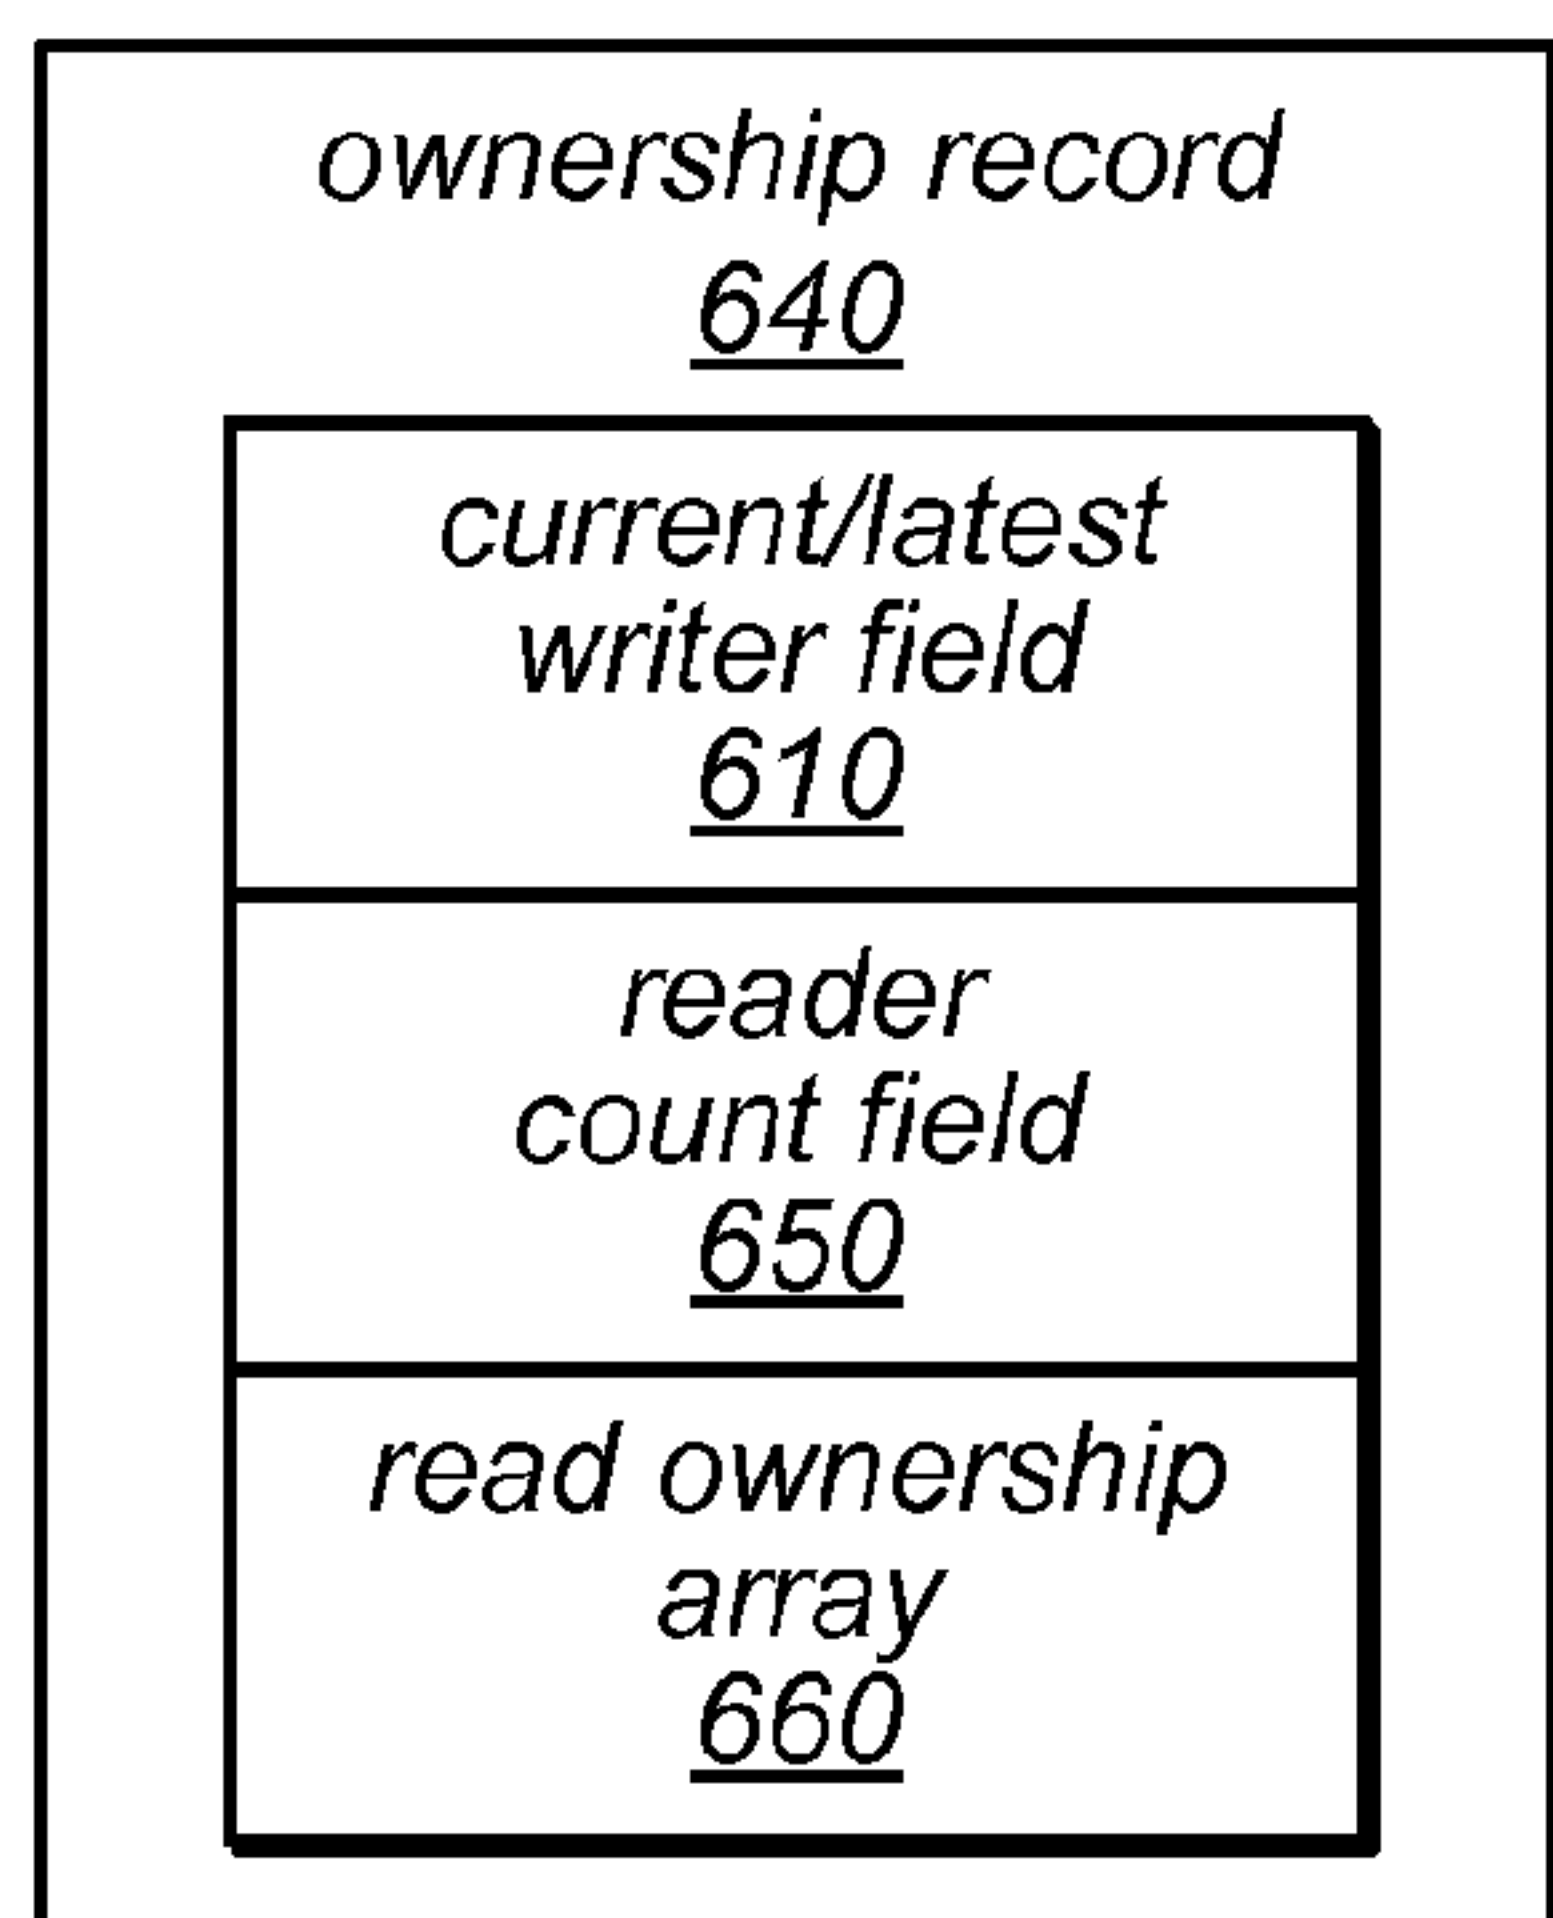 ownership record
640
current/latest
writer field
610
reader
count field
650
read ownership
array
660